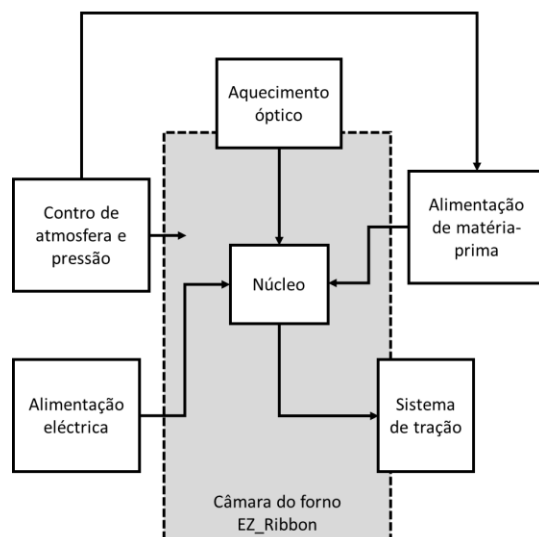 Aquecimento
óptico
Contro de
atmosfera e
pressão
Alimentação
de matéria-
prima
Núcleo
Alimentação
eléctrica
Sistema
de tração
Câmara do forno
EZ_Ribbon